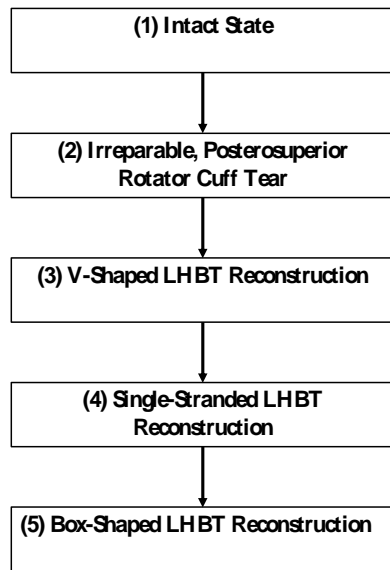 (1) Intact State
(2) Irreparable, Posterosuperior
Rotator Cuff Tear
(3) V-Shaped LHBT Reconstruction
(4) Single-Stranded LHBT
Reconstruction
(5) Box-Shaped LHBT Reconstruction